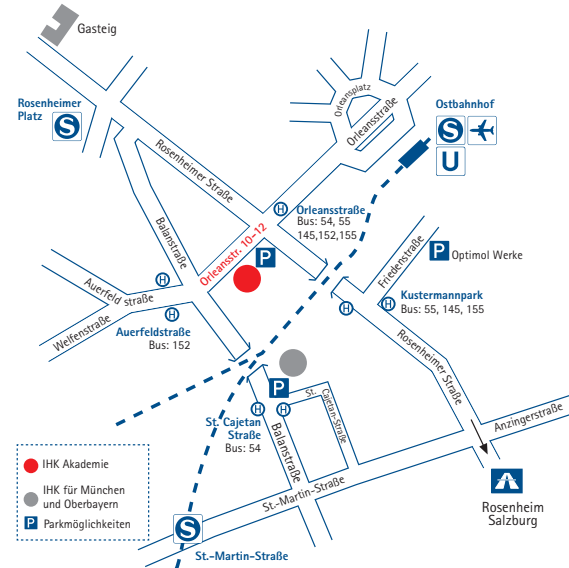 Gasteig
Rosenheimer
Platz
S
Orleansplatz
Orleansstraße
Ostbahnhof
S
U
Rosenheimer Straße
H
Orleansstraße
Bus: 54, 55
145,152,155
Orleansstr. 10-12
P
Balanstraße
Friedenstraße
P
Optimol Werke
H
Auerfeld straße
Welfenstraße
H
Auerfeldstraße
Bus: 152
H
H
Kustermannpark
Bus: 55, 145, 155
Rosenheimer Straße
P
St.
Cajetan-Straße
H
H
St. Cajetan
Straße
Bus: 54
Balanstraße
Anzingerstraße
St.-Martin-Straße
Rosenheim
Salzburg
S
St.-Martin-Straße
IHK Akademie
IHK für München
und Oberbayern
P
Parkmöglichkeiten